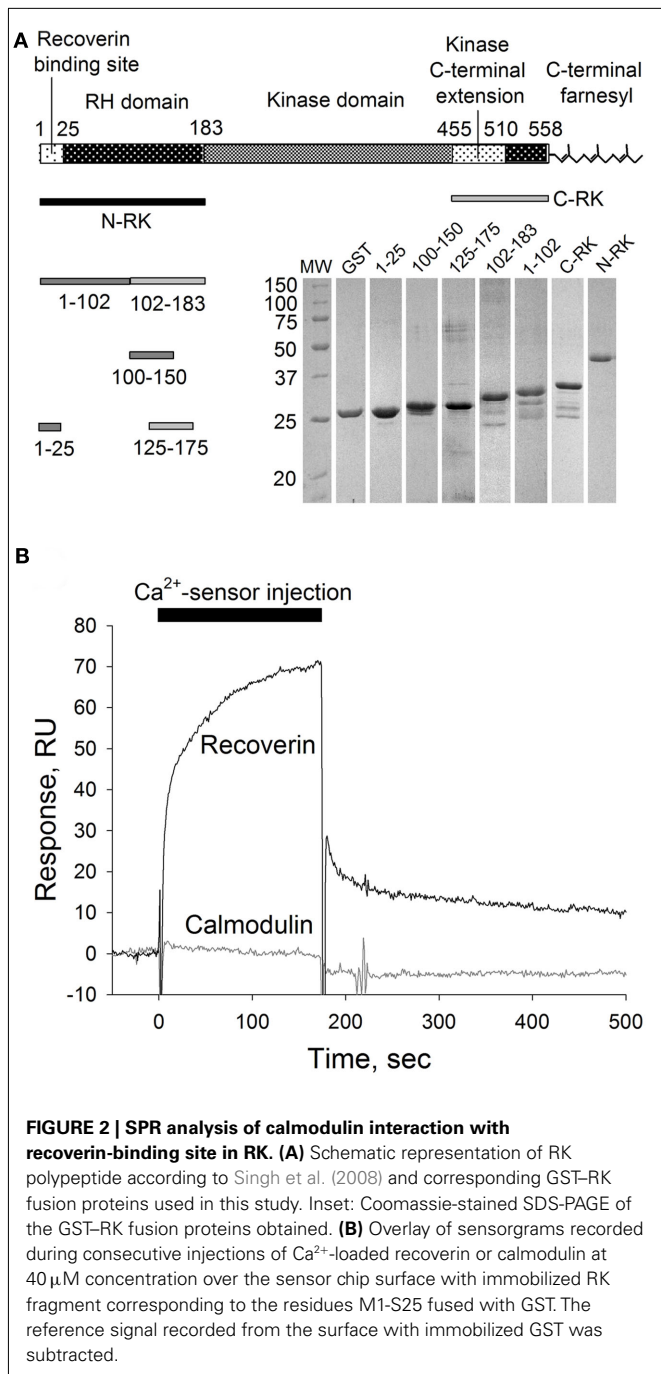 A
Recoverin
binding site
RH domain
Kinase domain
Kinase
C-terminal
extension
C-terminal
farnesyl
1 25 183 455 510 558
N-RK
C-RK
1-102 102-183
100-150
1-25 125-175
MW GST 1-25 100-150 125-175 102-183 1-102 C-RK N-RK
150
100
75
50
37
25
20
B
Ca²⁺-sensor injection
80
70
60
50
40
30
20
10
0
-10
Response, RU
Recoverin
Calmodulin
0 100 200 300 400 500
Time, sec
FIGURE 2 | SPR analysis of calmodulin interaction with
recoverin-binding site in RK. (A) Schematic representation of RK
polypeptide according to Singh et al. (2008) and corresponding GST–RK
fusion proteins used in this study. Inset: Coomassie-stained SDS-PAGE of
the GST–RK fusion proteins obtained. (B) Overlay of sensorgrams recorded
during consecutive injections of Ca²⁺-loaded recoverin or calmodulin at
40 μM concentration over the sensor chip surface with immobilized RK
fragment corresponding to the residues M1-S25 fused with GST. The
reference signal recorded from the surface with immobilized GST was
subtracted.